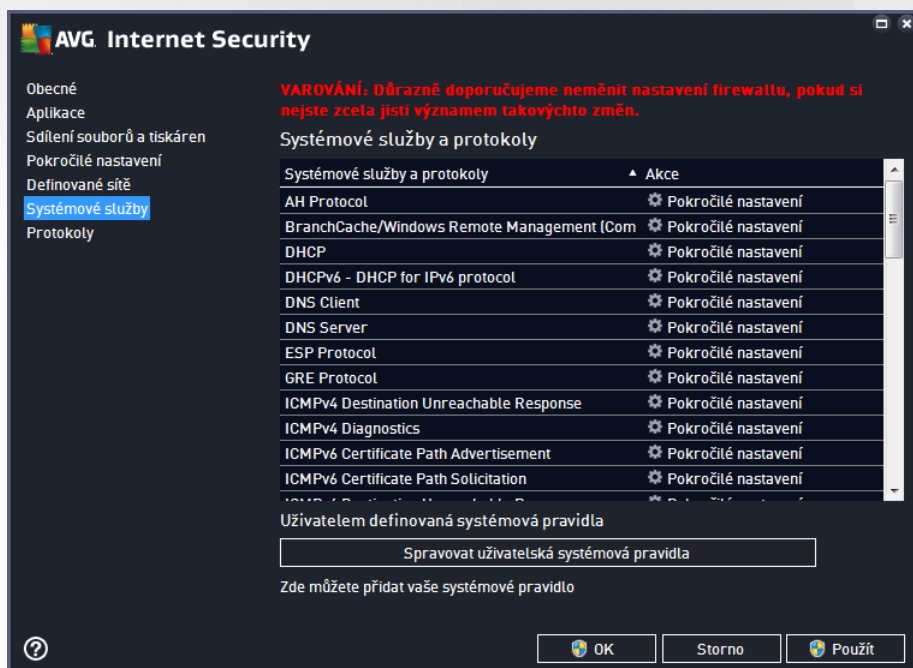 AVG Internet Security
Obecné
Aplikace
Sdílení souborů a tiskáren
Pokročilé nastavení
Definované sítě
Systémové služby
Protokoly
VAROVÁNÍ: Důrazně doporučujeme neměnit nastavení firewallu, pokud si
nejste zcela jisti významem takovýchto změn.
Systémové služby a protokoly
Systémové služby a protokoly Akce
AH Protocol Pokročilé nastavení
BranchCache/Windows Remote Management (Com Pokročilé nastavení
DHCP Pokročilé nastavení
DHCPv6 - DHCP for IPv6 protocol Pokročilé nastavení
DNS Client Pokročilé nastavení
DNS Server Pokročilé nastavení
ESP Protocol Pokročilé nastavení
GRE Protocol Pokročilé nastavení
ICMPv4 Destination Unreachable Response Pokročilé nastavení
ICMPv4 Diagnostics Pokročilé nastavení
ICMPv6 Certificate Path Advertisement Pokročilé nastavení
ICMPv6 Certificate Path Solicitation Pokročilé nastavení
Uživatelem definovaná systémová pravidla
Spravovat uživatelská systémová pravidla
Zde můžete přidat vaše systémové pravidlo
OK Storno Použít